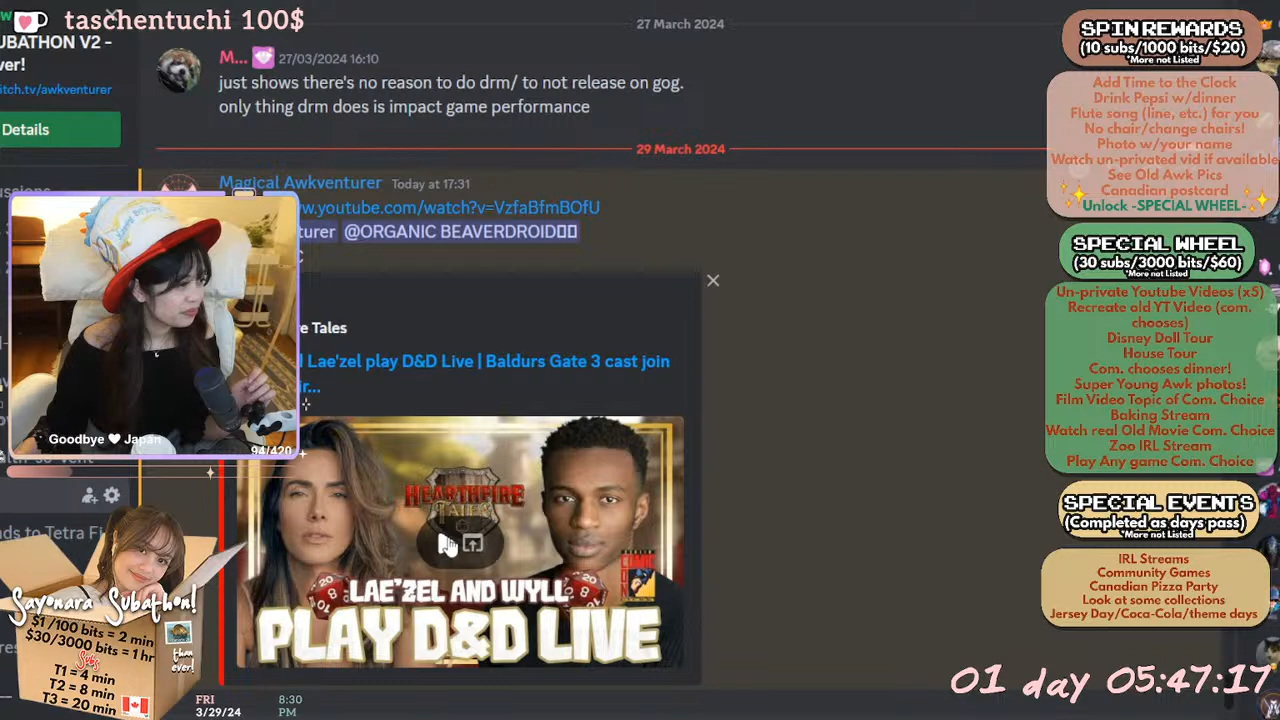 taschentuchi 100$
UBATHON V2 -
ver!
itch.tv/awkventurer
Details
27 March 2024
M... 27/03/2024 16:10
just shows there's no reason to do drm/ to not release on gog.
only thing drm does is impact game performance
29 March 2024
Magical Awkventurer Today at 17:31
ww.youtube.com/watch?v=VzfaBfmBOfU
turer @ORGANIC BEAVERDROID
e Tales
d Lae'zel play D&D Live | Baldurs Gate 3 cast join
r...
HEARTHFIRE
TALES
LAE'ZEL AND WYLL
PLAY D&D LIVE
Goodbye ♥ Japan
94/420
nds to Tetra Fi
Sayonara Subathon!
$1/100 bits = 2 min
$30/3000 bits = 1 hr
Subs
T1 = 4 min
T2 = 8 min
T3 = 20 min
than
ever!
FRI
3/29/24
8:30
PM
SPIN REWARDS
(10 subs/1000 bits/$20)
*More not Listed
Add Time to the Clock
Drink Pepsi w/dinner
Flute song (line, etc.) for you
No chair/change chairs!
Photo w/your name
Watch un-privated vid if available
See Old Awk Pics
Canadian postcard
Unlock -SPECIAL WHEEL-
SPECIAL WHEEL
(30 subs/3000 bits/$60)
*More not Listed
Un-private Youtube Videos (x5)
Recreate old YT Video (com.
chooses)
Disney Doll Tour
House Tour
Com. chooses dinner!
Super Young Awk photos!
Film Video Topic of Com. Choice
Baking Stream
Watch real Old Movie Com. Choice
Zoo IRL Stream
Play Any game Com. Choice
SPECIAL EVENTS
(Completed as days pass)
*More not Listed
IRL Streams
Community Games
Canadian Pizza Party
Look at some collections
Jersey Day/Coca-Cola/theme days
01 day 05:47:17